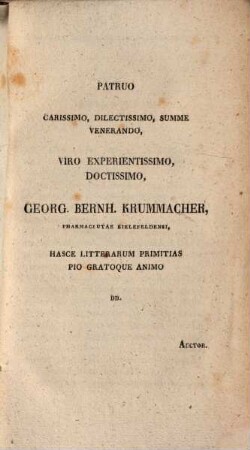 PATRUO
CARISSIMO, DILECTISSIMO, SUMME
VENERANDO,
VIRO EXPERIENTISSIMO,
DOCTISSIMO,
GEORG. BERNH. KRUMMACHER,
PHARMACEUTAE BIELEFELDENSI,
HASCE LITTERARUM PRIMITIAS
PIO GRATOQUE ANIMO
DD.
AUCTOR.